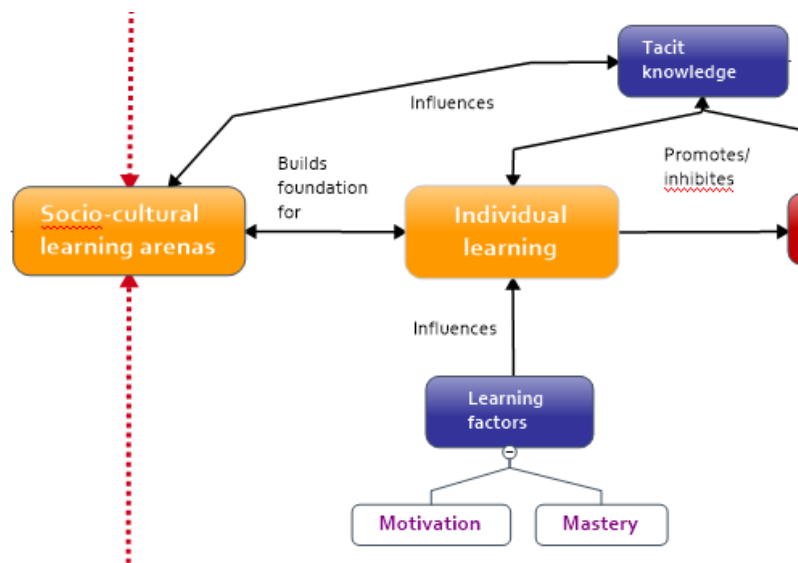 Tacit
knowledge
Influences
Builds
foundation
for
Promotes/
inhibites
Socio-cultural
learning arenas
Individual
learning
Influences
Learning
factors
Motivation
Mastery